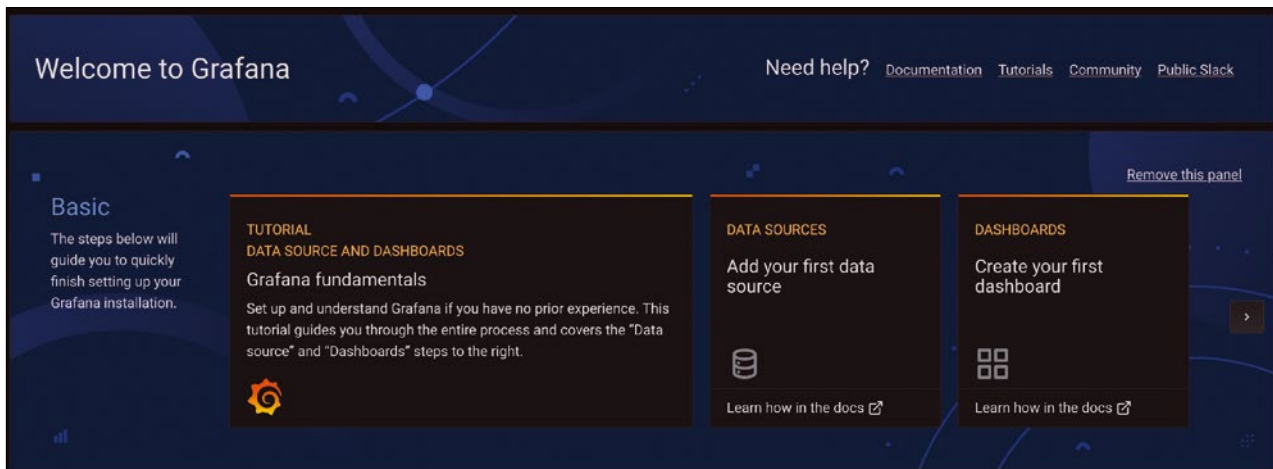 Welcome to Grafana
Need help? Documentation Tutorials Community Public Slack
Remove this panel
Basic
The steps below will
guide you to quickly
finish setting up your
Grafana installation.
TUTORIAL
DATA SOURCE AND DASHBOARDS
Grafana fundamentals
Set up and understand Grafana if you have no prior experience. This
tutorial guides you through the entire process and covers the "Data
source" and "Dashboards" steps to the right.
DATA SOURCES
Add your first data
source
Learn how in the docs
DASHBOARDS
Create your first
dashboard
Learn how in the docs